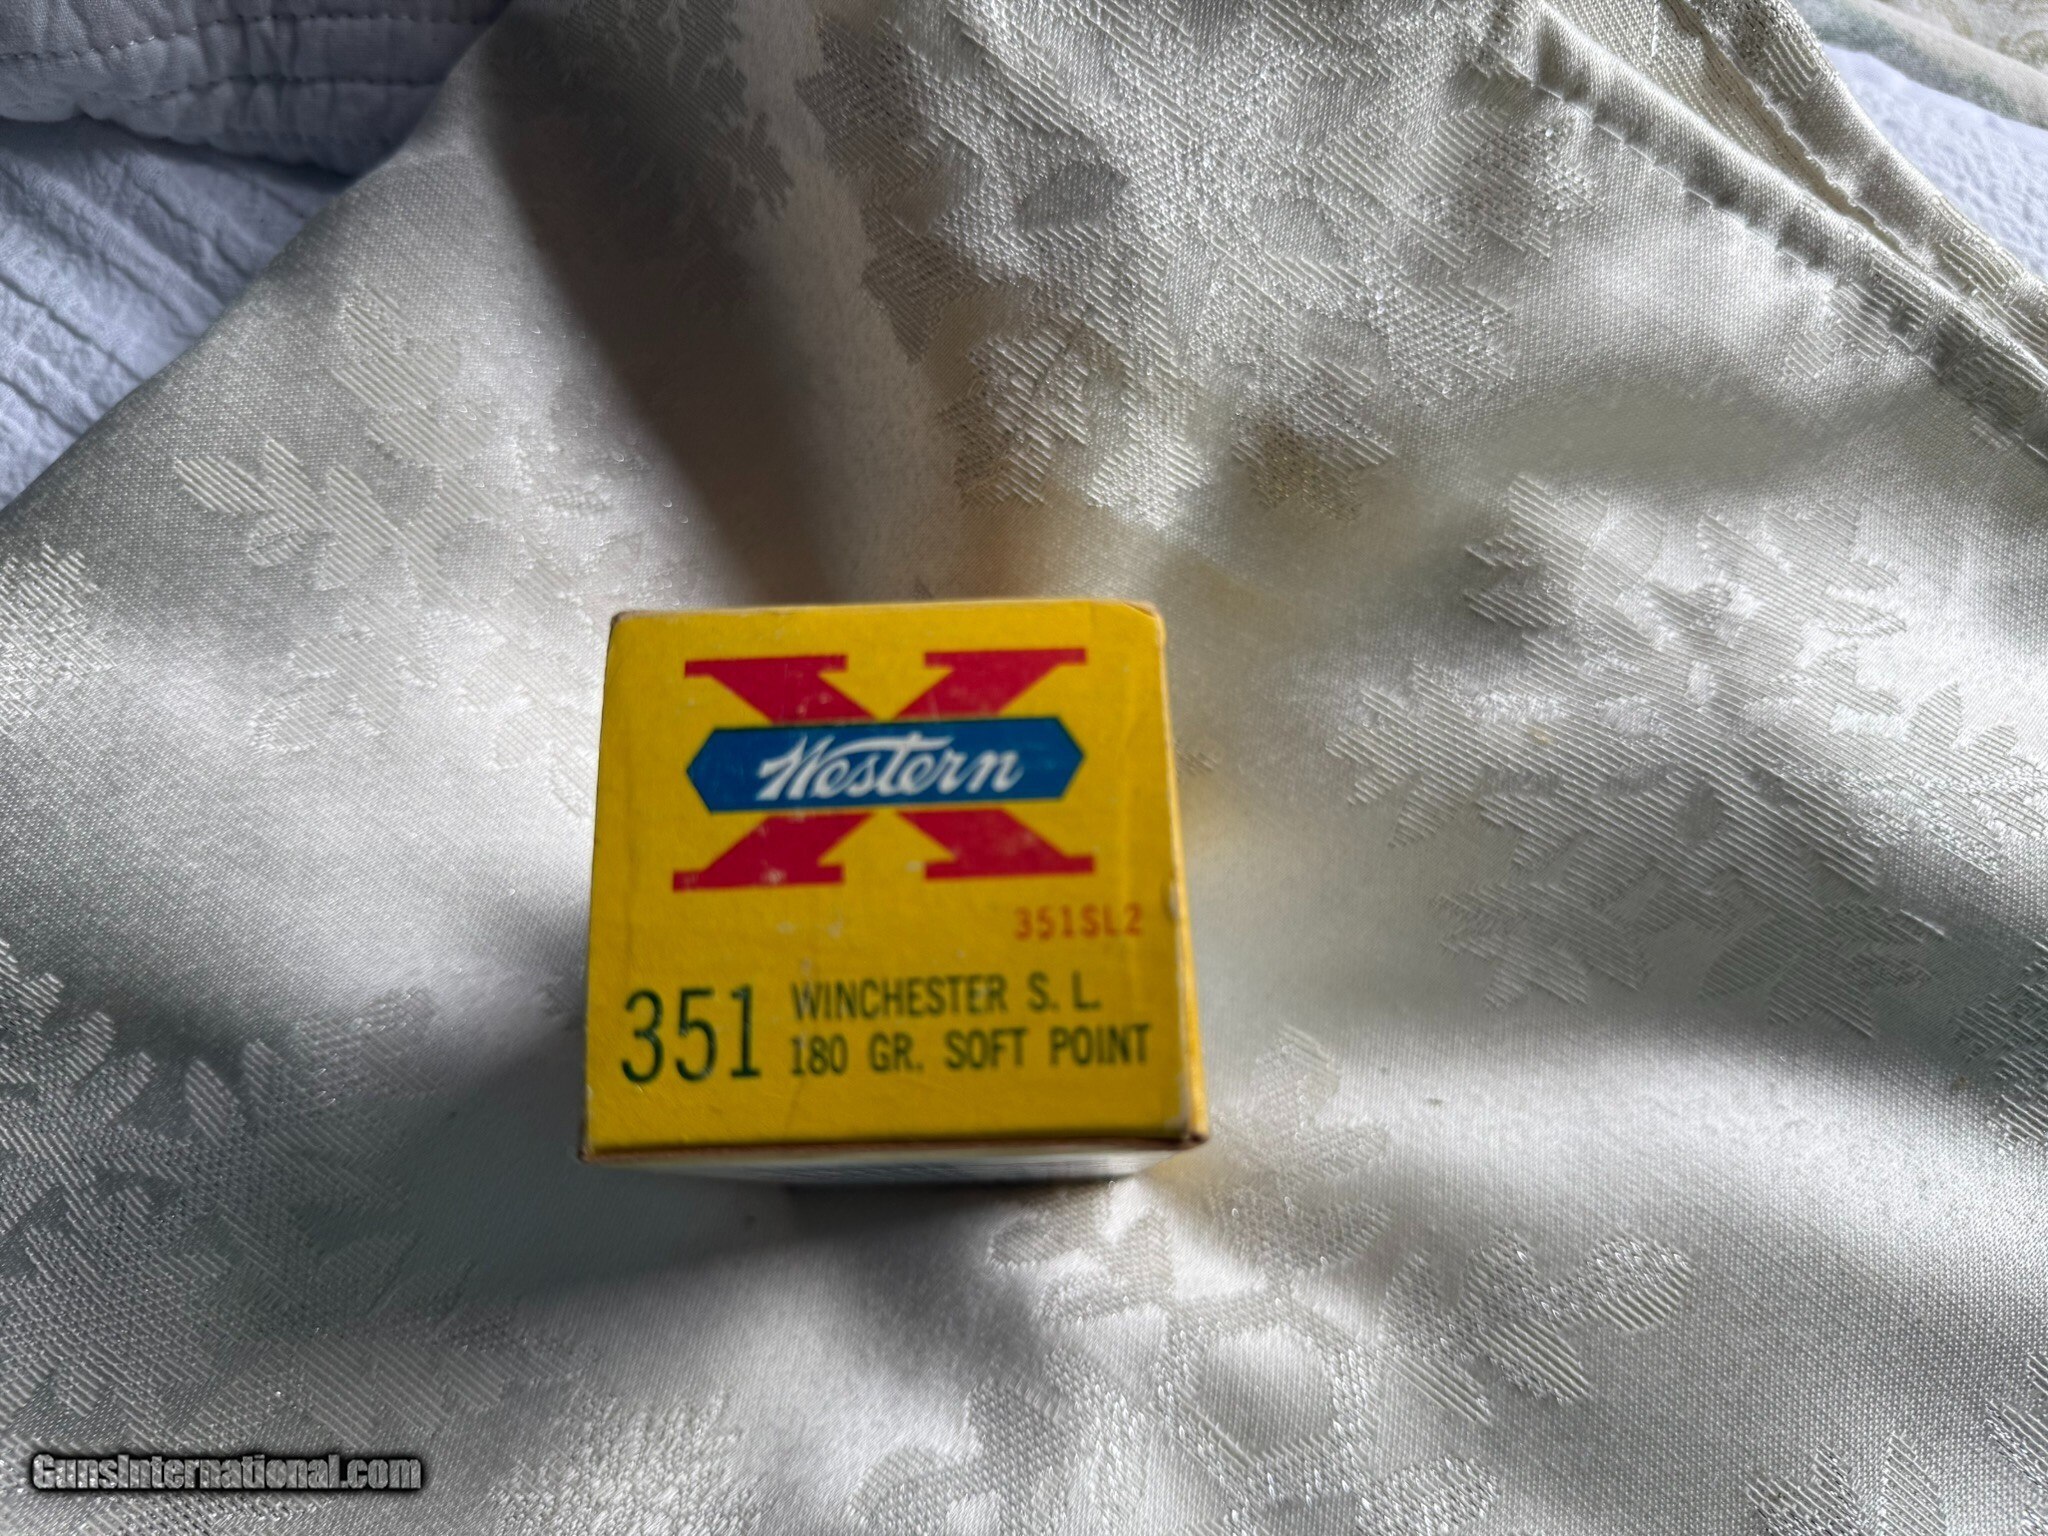 X
Western
351SL2
351 WINCHESTER S. L.
180 GR. SOFT POINT
GunsInternational.com